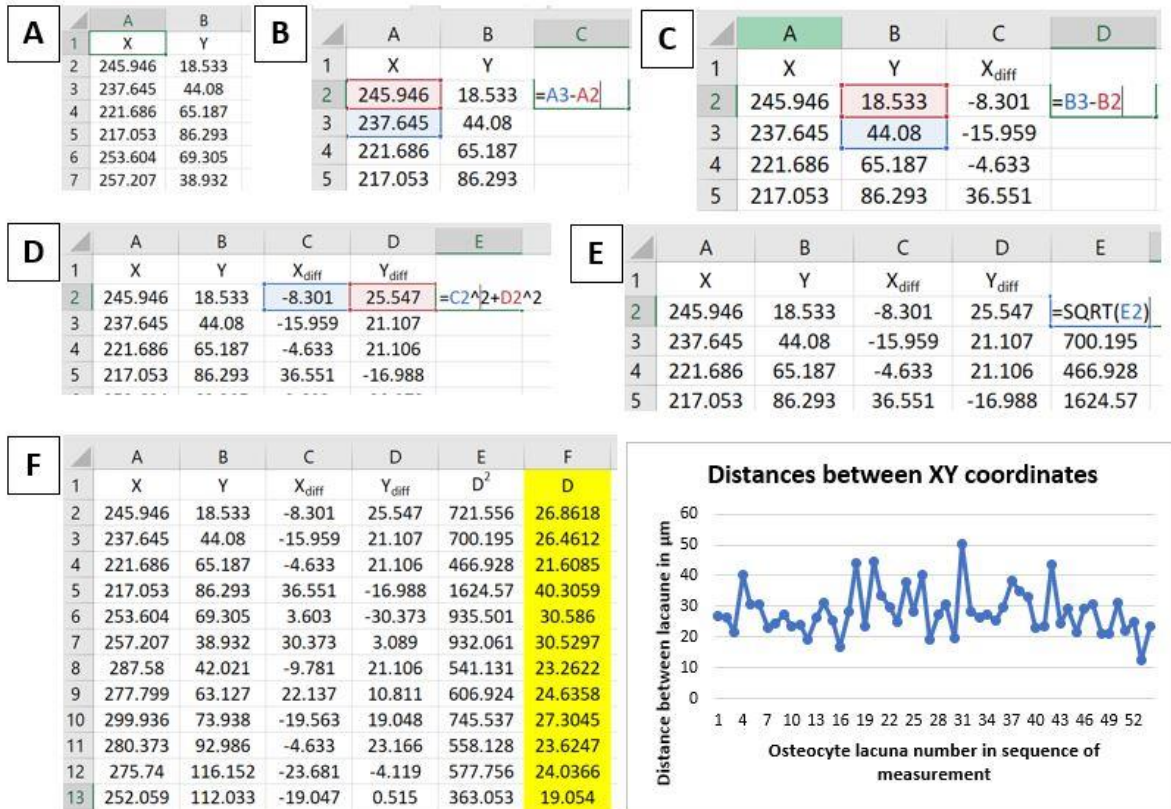 A
A B
1 X Y
2 245.946 18.533
3 237.645 44.08
4 221.686 65.187
5 217.053 86.293
6 253.604 69.305
7 257.207 38.932
B
A B C
1 X Y
2 245.946 18.533 =A3-A2
3 237.645 44.08
4 221.686 65.187
5 217.053 86.293
C
A B C D
1 X Y Xdiff
2 245.946 18.533 -8.301 =B3-B2
3 237.645 44.08 -15.959
4 221.686 65.187 -4.633
5 217.053 86.293 36.551
D
A B C D E
1 X Y Xdiff Ydiff
2 245.946 18.533 -8.301 25.547 =C2^2+D2^2
3 237.645 44.08 -15.959 21.107
4 221.686 65.187 -4.633 21.106
5 217.053 86.293 36.551 -16.988
E
A B C D E
1 X Y Xdiff Ydiff
2 245.946 18.533 -8.301 25.547 =SQRT(E2)
3 237.645 44.08 -15.959 21.107 700.195
4 221.686 65.187 -4.633 21.106 466.928
5 217.053 86.293 36.551 -16.988 1624.57
F
A B C D E F
1 X Y Xdiff Ydiff D² D
2 245.946 18.533 -8.301 25.547 721.556 26.8618
3 237.645 44.08 -15.959 21.107 700.195 26.4612
4 221.686 65.187 -4.633 21.106 466.928 21.6085
5 217.053 86.293 36.551 -16.988 1624.57 40.3059
6 253.604 69.305 3.603 -30.373 935.501 30.586
7 257.207 38.932 30.373 3.089 932.061 30.5297
8 287.58 42.021 -9.781 21.106 541.131 23.2622
9 277.799 63.127 22.137 10.811 606.924 24.6358
10 299.936 73.938 -19.563 19.048 745.537 27.3045
11 280.373 92.986 -4.633 23.166 558.128 23.6247
12 275.74 116.152 -23.681 -4.119 577.756 24.0366
13 252.059 112.033 -19.047 0.515 363.053 19.054
Distances between XY coordinates
Distance between lacaune in µm
60
50
40
30
20
10
0
1 4 7 10 13 16 19 22 25 28 31 34 37 40 43 46 49 52
Osteocyte lacuna number in sequence of
measurement